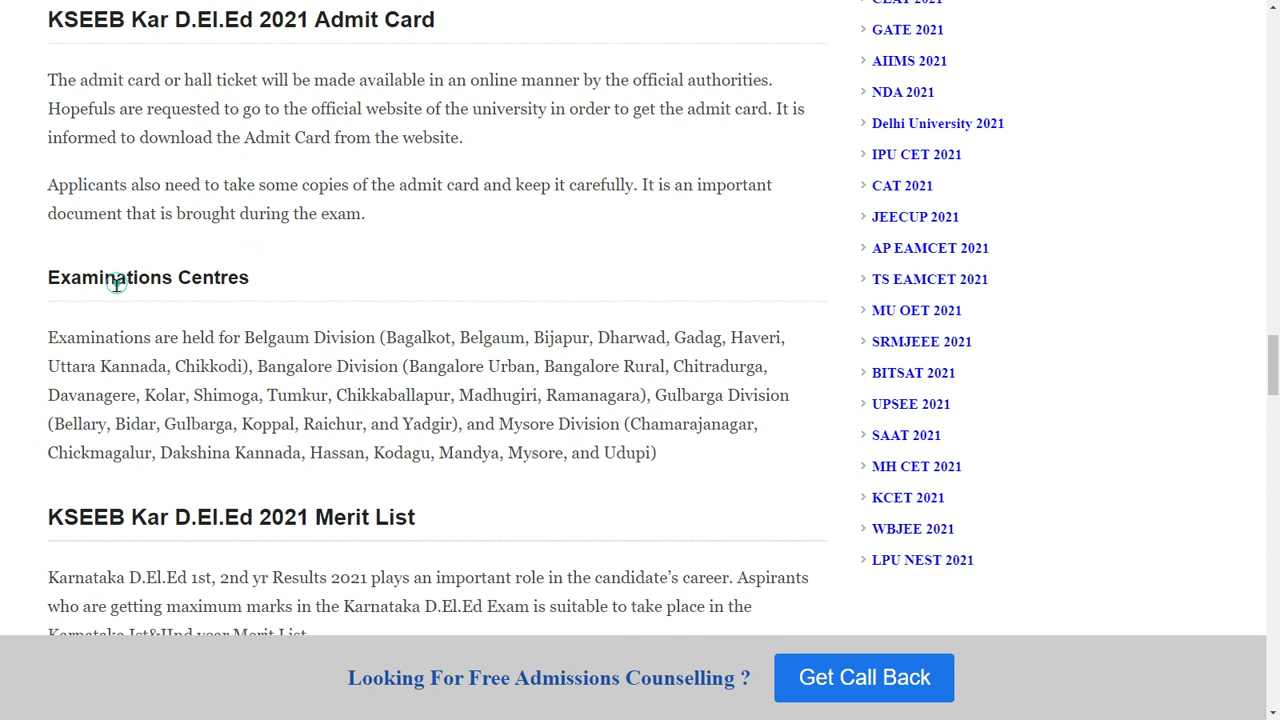 KSEEB Kar D.El.Ed 2021 Admit Card
The admit card or hall ticket will be made available in an online manner by the official authorities.
Hopefuls are requested to go to the official website of the university in order to get the admit card. It is
informed to download the Admit Card from the website.
Applicants also need to take some copies of the admit card and keep it carefully. It is an important
document that is brought during the exam.
Examinations Centres
Examinations are held for Belgaum Division (Bagalkot, Belgaum, Bijapur, Dharwad, Gadag, Haveri,
Uttara Kannada, Chikkodi), Bangalore Division (Bangalore Urban, Bangalore Rural, Chitradurga,
Davanagere, Kolar, Shimoga, Tumkur, Chikkaballapur, Madhugiri, Ramanagara), Gulbarga Division
(Bellary, Bidar, Gulbarga, Koppal, Raichur, and Yadgir), and Mysore Division (Chamarajanagar,
Chickmagalur, Dakshina Kannada, Hassan, Kodagu, Mandya, Mysore, and Udupi)
KSEEB Kar D.El.Ed 2021 Merit List
Karnataka D.El.Ed 1st, 2nd yr Results 2021 plays an important role in the candidate's career. Aspirants
who are getting maximum marks in the Karnataka D.El.Ed Exam is suitable to take place in the
Karnataka Ist&IInd year Merit List.
CLAT 2021
GATE 2021
AIIMS 2021
NDA 2021
Delhi University 2021
IPU CET 2021
CAT 2021
JEECUP 2021
AP EAMCET 2021
TS EAMCET 2021
MU OET 2021
SRMJEEE 2021
BITSAT 2021
UPSEE 2021
SAAT 2021
MH CET 2021
KCET 2021
WBJEE 2021
LPU NEST 2021
Looking For Free Admissions Counselling ?
Get Call Back